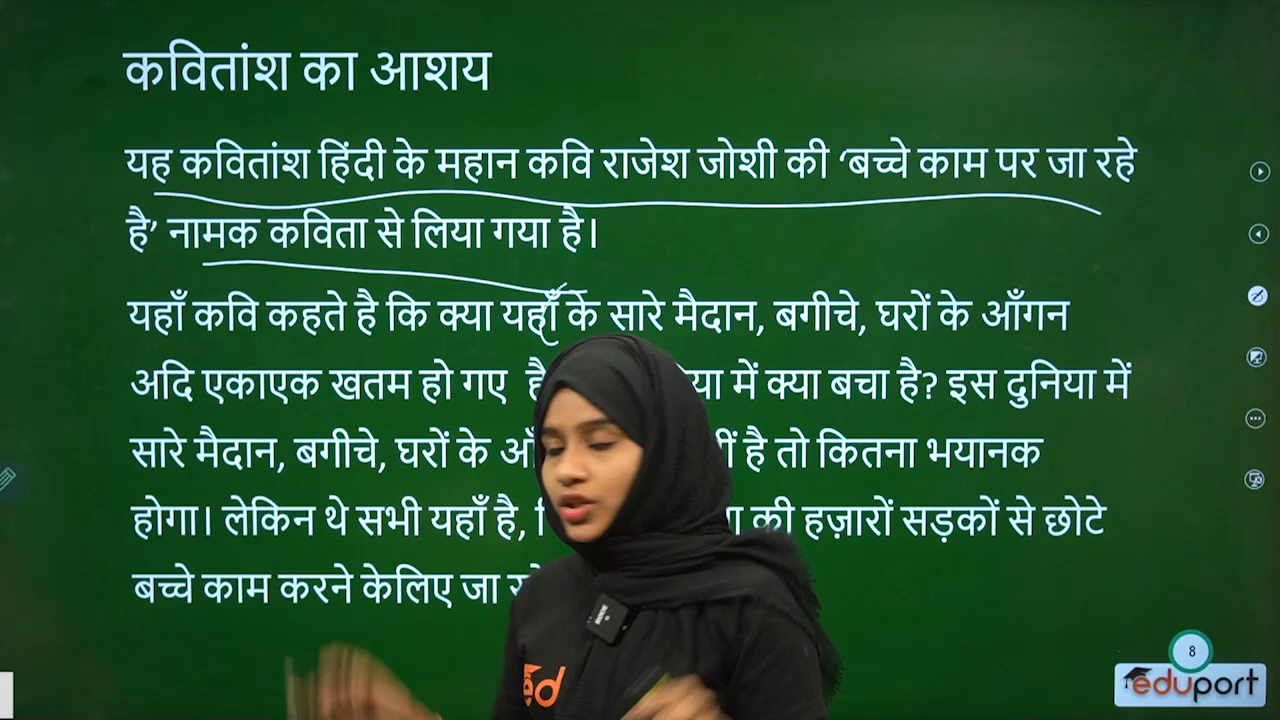 कवितांश का आशय
यह कवितांश हिंदी के महान कवि राजेश जोशी की ‘बच्चे काम पर जा रहे
है’ नामक कविता से लिया गया है।
यहाँ कवि कहते है कि क्या यहाँ के सारे मैदान, बगीचे, घरों के आँगन
अदि एकाएक खतम हो गए में क्या बचा है? इस दुनिया में
सारे मैदान, बगीचे, घरों के है तो कितना भयानक
होगा। लेकिन थे सभी यहाँ है, की हज़ारों सड़कों से छोटे
बच्चे काम करने केलिए जा
ed
8
eduport